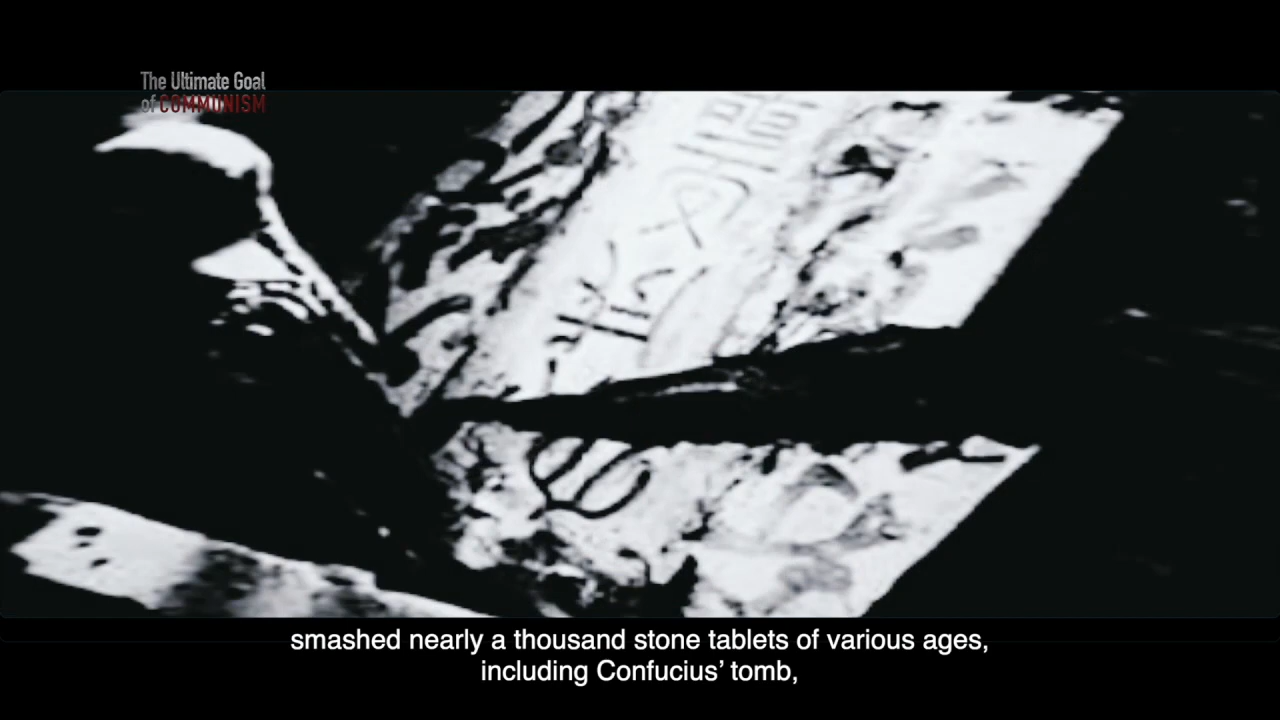 The Ultimate Goal
of COMMUNISM
smashed nearly a thousand stone tablets of various ages,
including Confucius’ tomb,